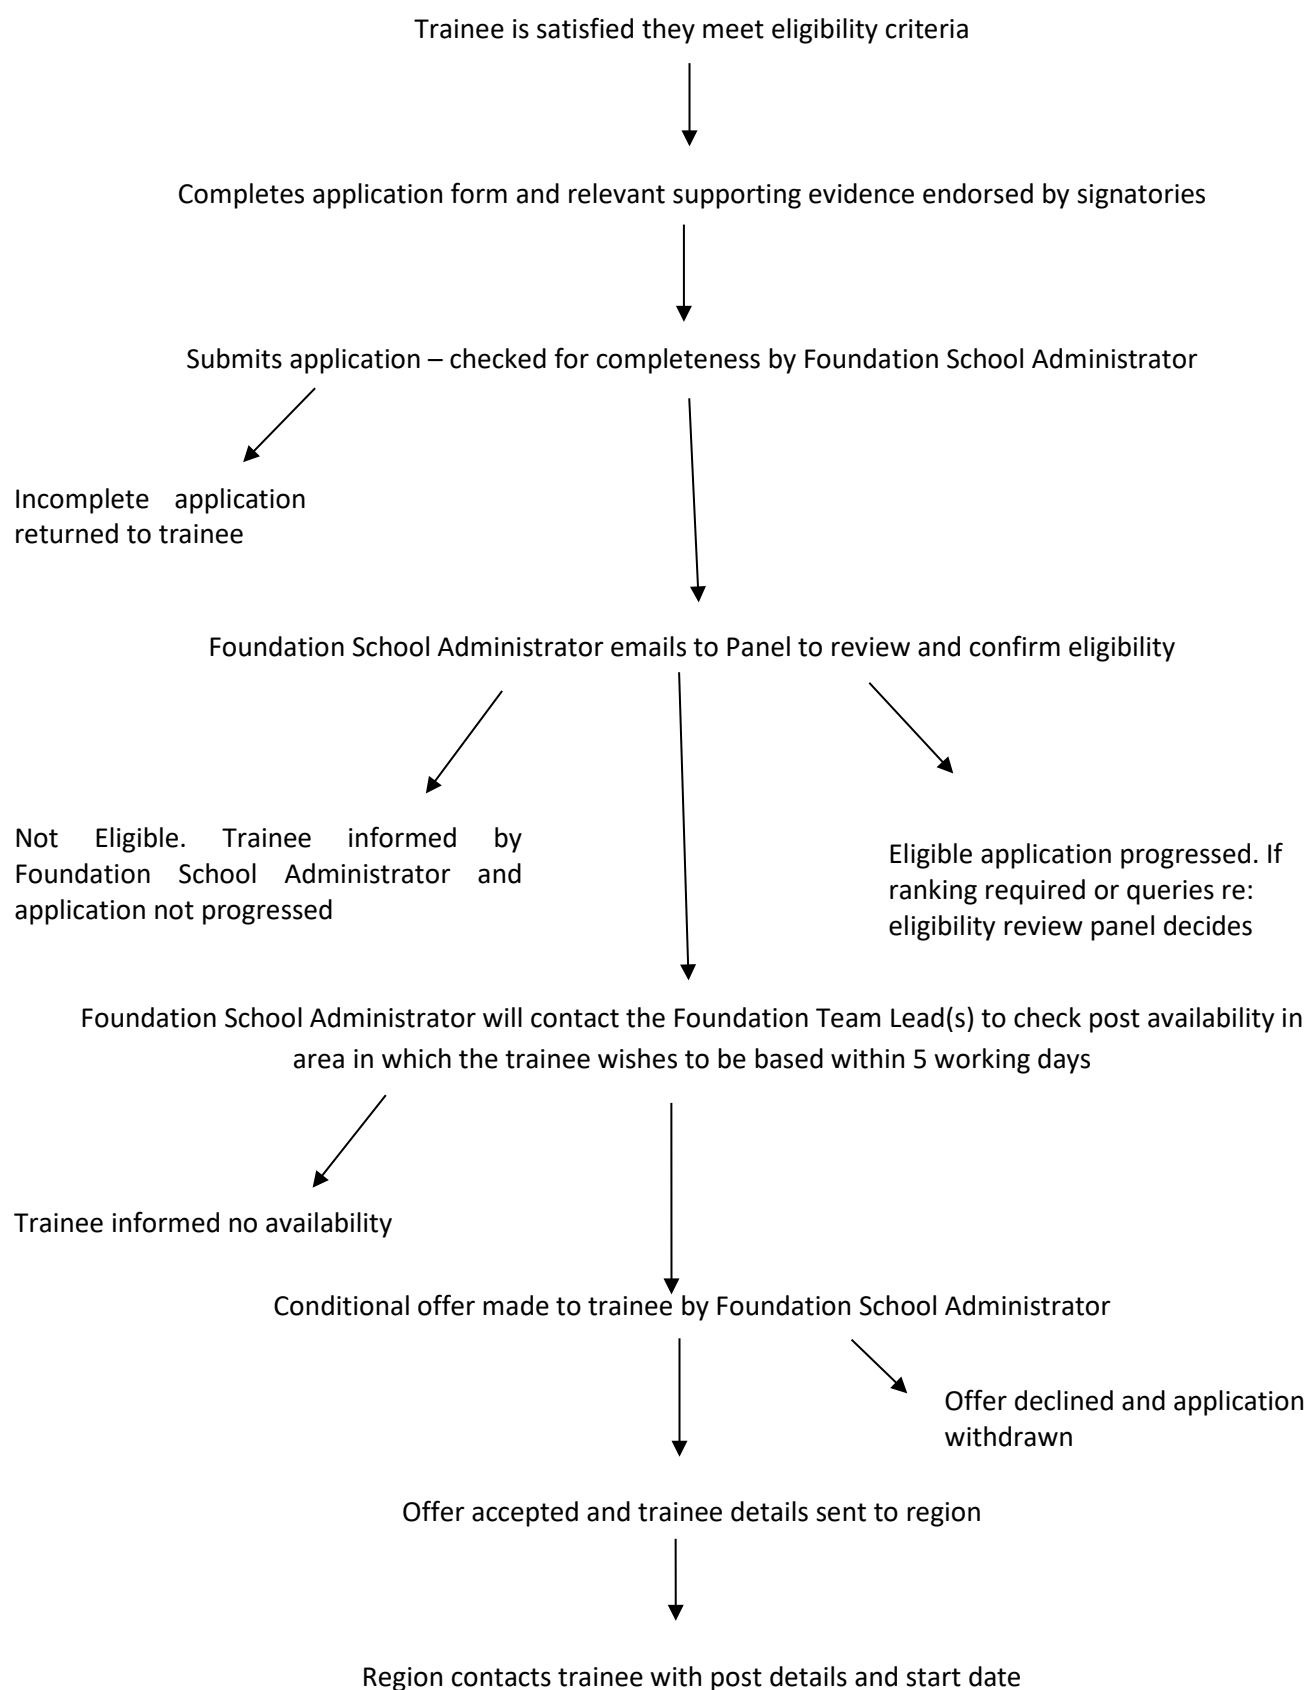 Trainee is satisfied they meet eligibility criteria
Completes application form and relevant supporting evidence endorsed by signatories
Submits application – checked for completeness by Foundation School Administrator
Incomplete application
returned to trainee
Foundation School Administrator emails to Panel to review and confirm eligibility
Not Eligible. Trainee informed by
Foundation School Administrator and
application not progressed
Eligible application progressed. If
ranking required or queries re:
eligibility review panel decides
Foundation School Administrator will contact the Foundation Team Lead(s) to check post availability in
area in which the trainee wishes to be based within 5 working days
Trainee informed no availability
Conditional offer made to trainee by Foundation School Administrator
Offer declined and application
withdrawn
Offer accepted and trainee details sent to region
Region contacts trainee with post details and start date